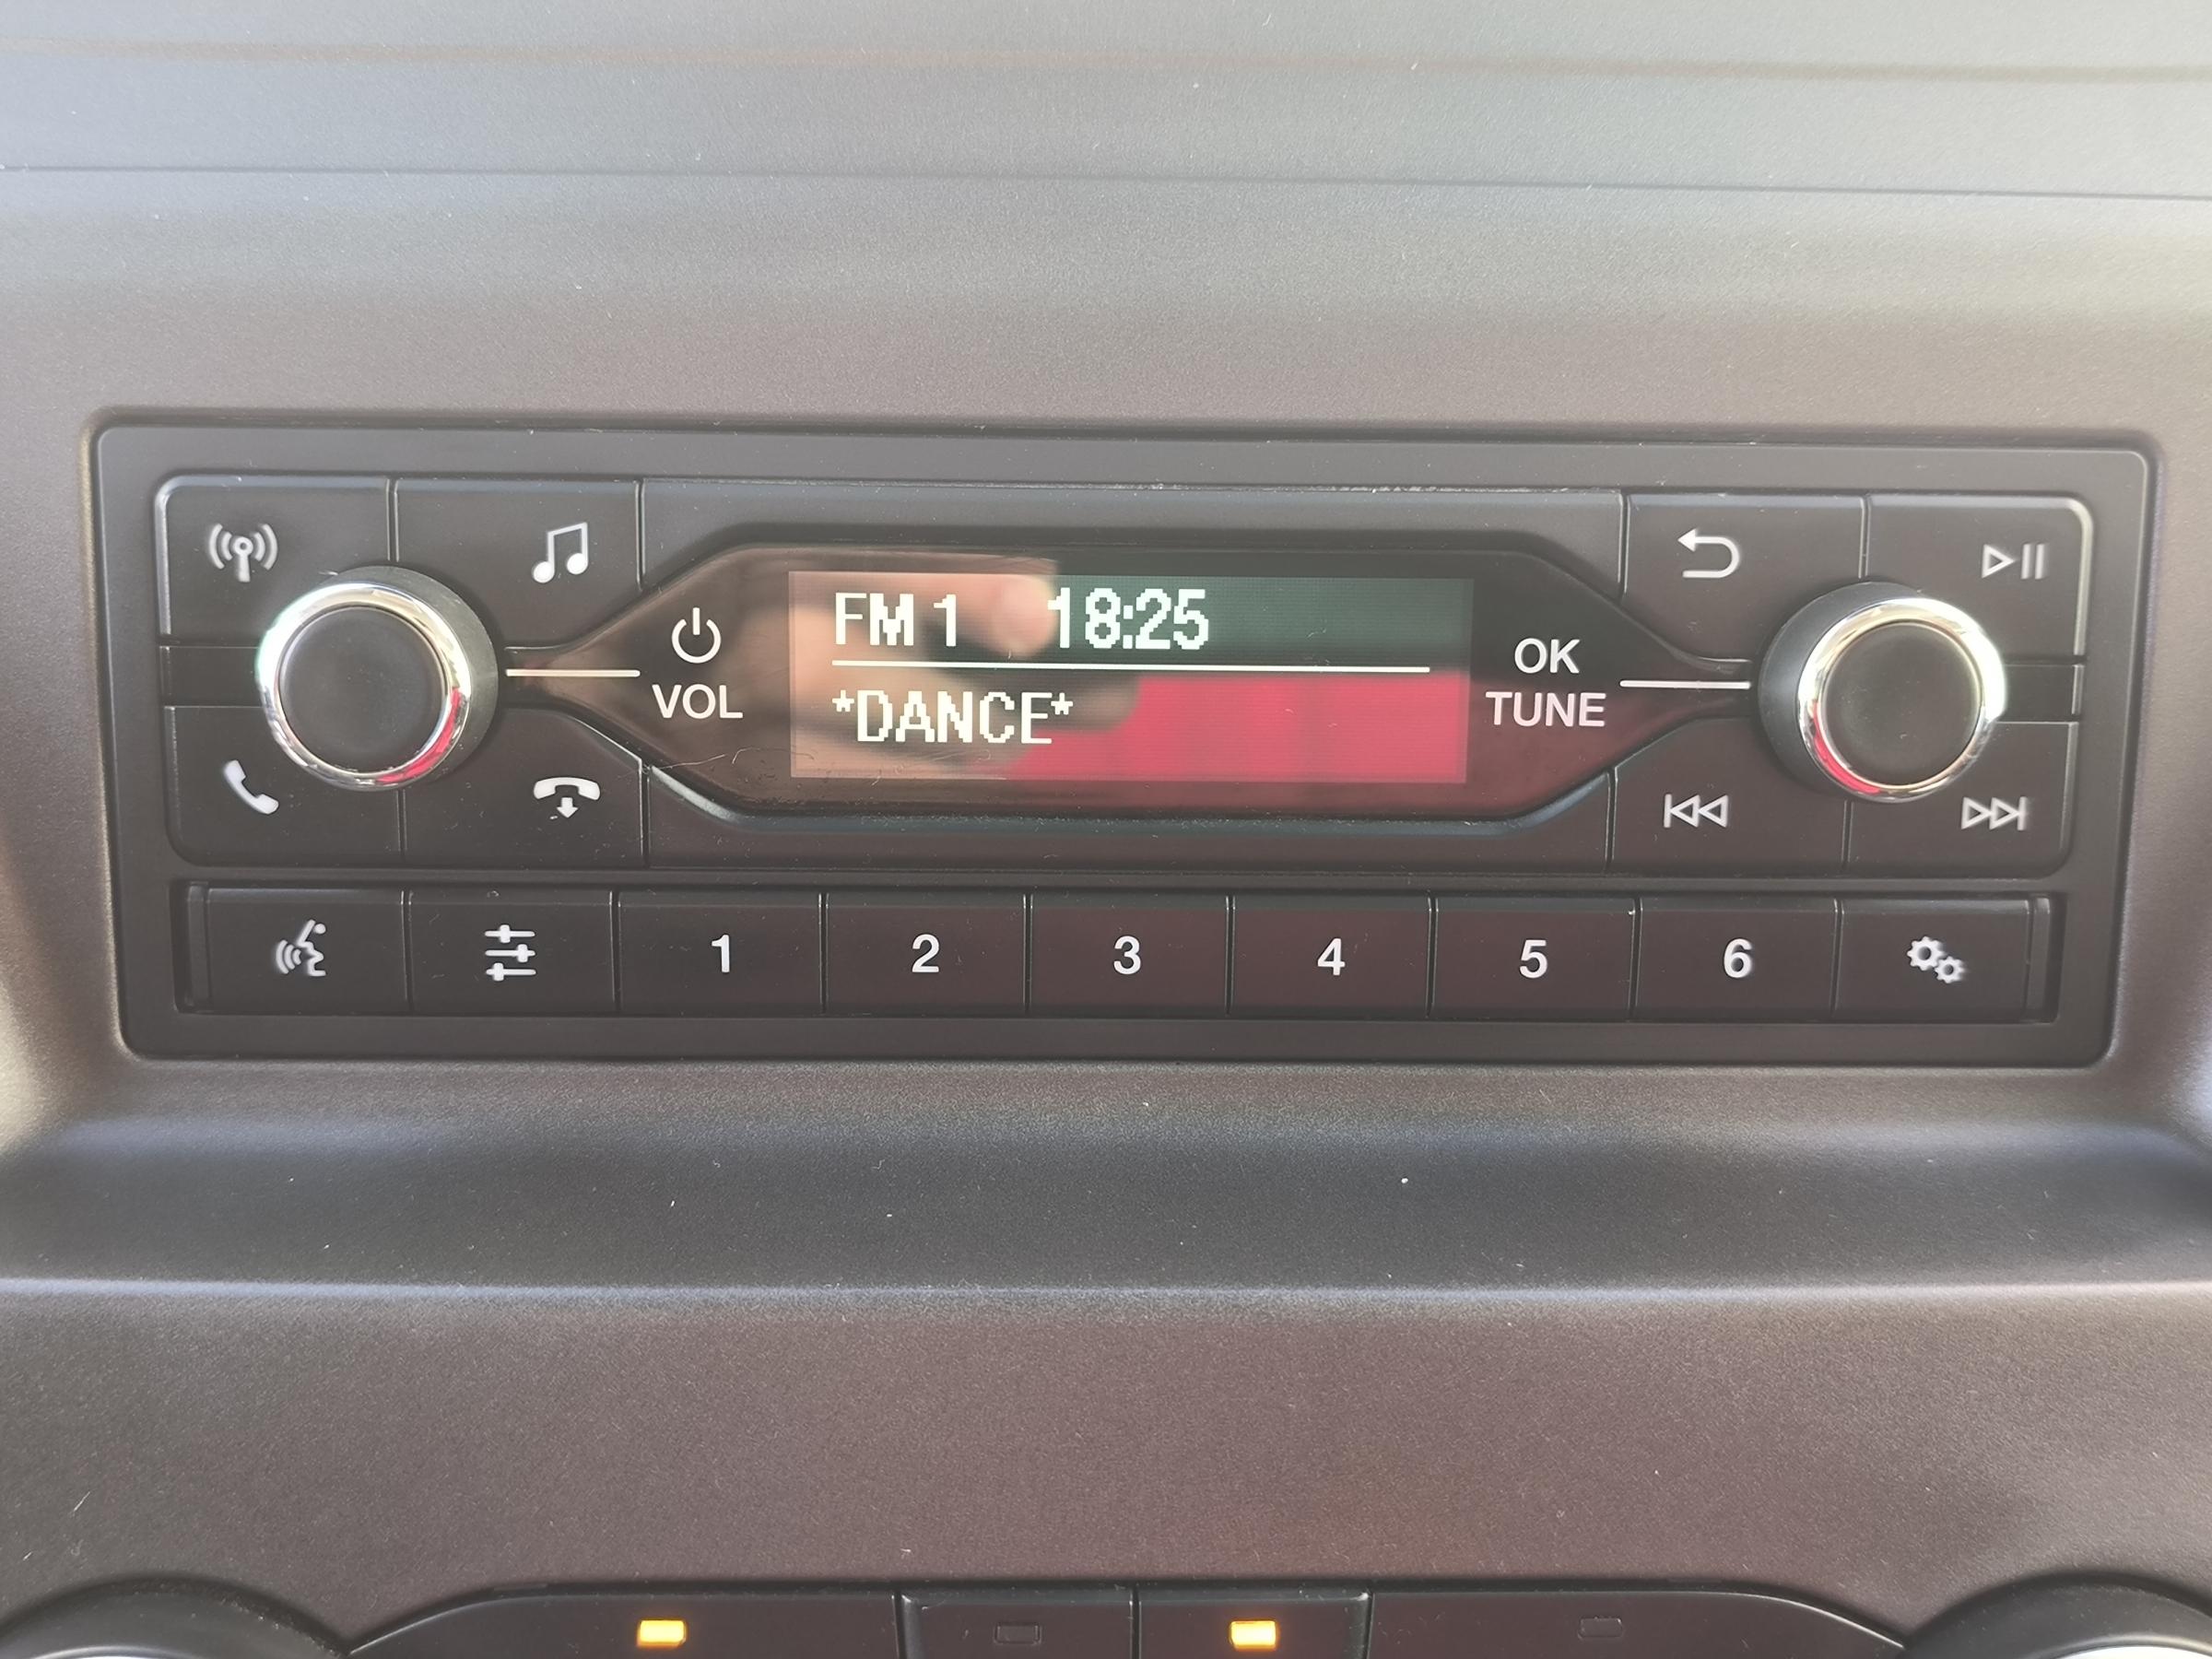 FM 1 18:25
*DANCE*
VOL
OK
TUNE
1 2 3 4 5 6